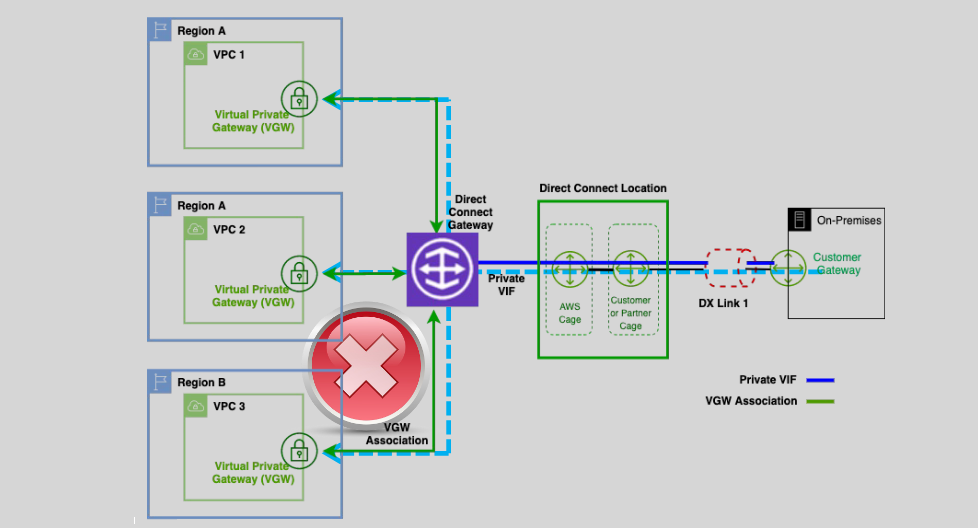 Region A
VPC 1
Virtual Private
Gateway (VGW)
Region A
VPC 2
Virtual Private
Gateway (VGW)
Region B
VPC 3
Virtual Private
Gateway (VGW)
VGW
Association
Direct
Connect
Gateway
Private
VIF
Direct Connect Location
AWS
Cage
Customer
or Partner
Cage
DX Link 1
On-Premises
Customer
Gateway
Private VIF
VGW Association